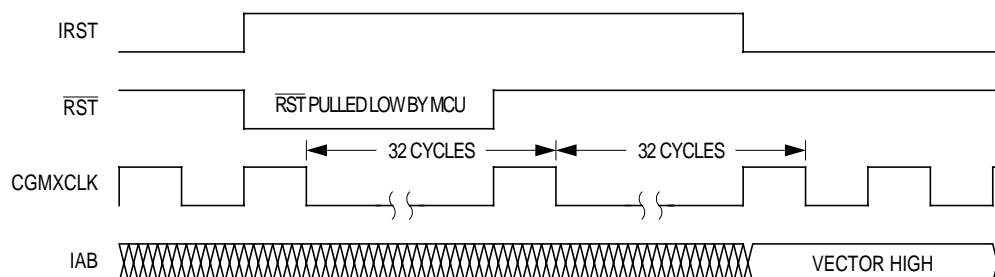 IRST
RST
RST PULLED LOW BY MCU
32 CYCLES
32 CYCLES
CGMXCLK
IAB
VECTOR HIGH